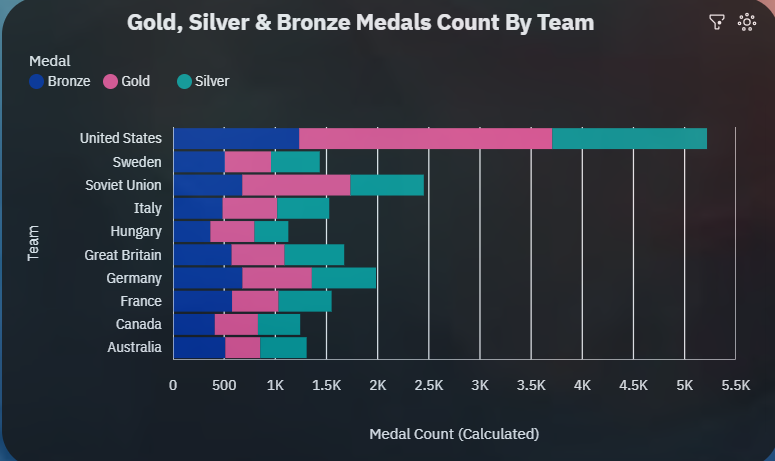 Gold, Silver & Bronze Medals Count By Team
Medal
Bronze Gold Silver
United States
Sweden
Soviet Union
Italy
Hungary
Great Britain
Germany
France
Canada
Australia
Team
0 500 1K 1.5K 2K 2.5K 3K 3.5K 4K 4.5K 5K 5.5K
Medal Count (Calculated)